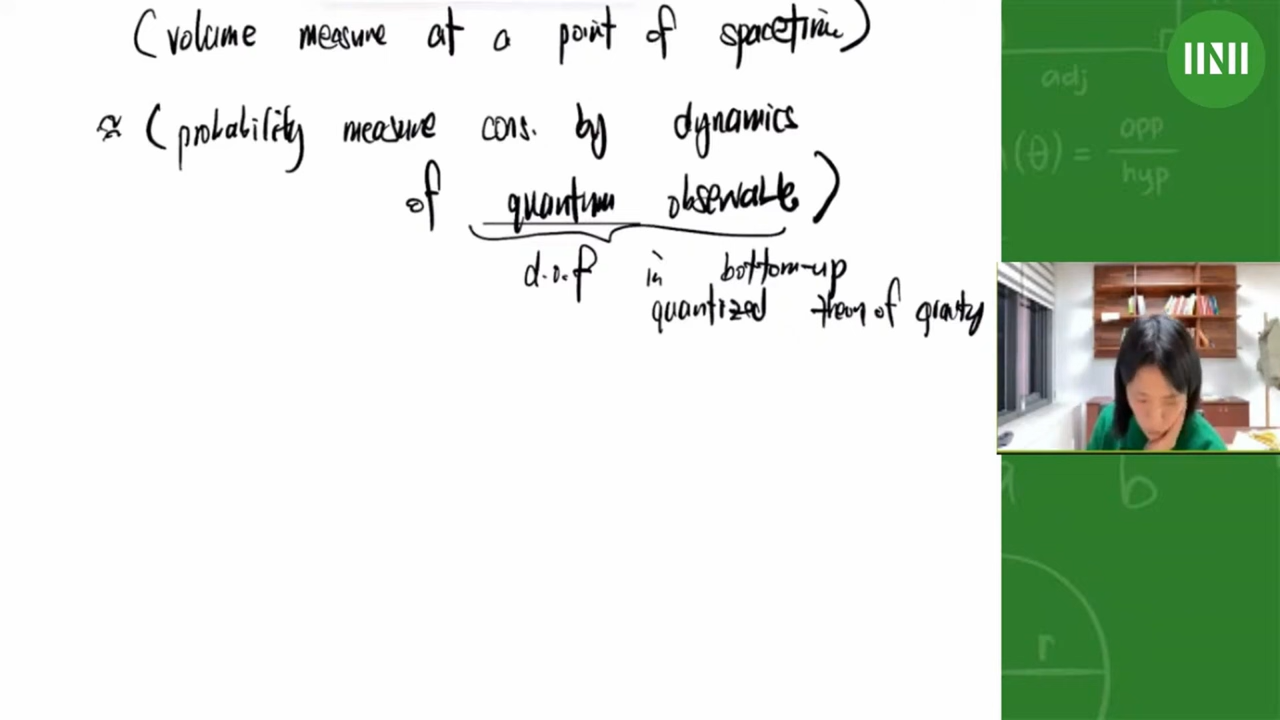 (volume measure at a point of spacetime)
≈ (probability measure cons. by dynamics
of quantum observable)
d.o.f in bottom-up
quantized theory of gravity
adj
(θ) = opp
hyp
b
r